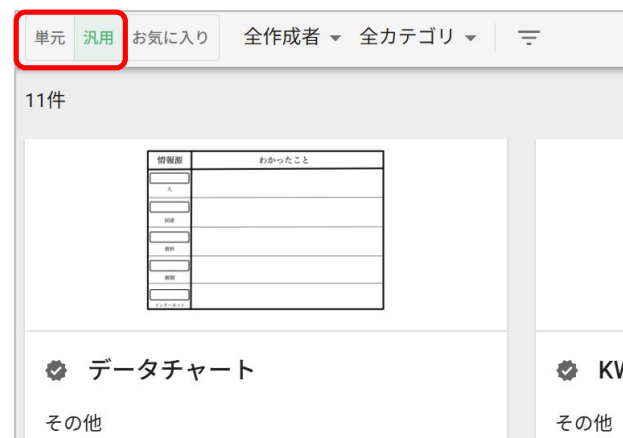 単元 汎用 お気に入り 全作成者 全カテゴリ
11件
情報源 わかったこと
人
図書
資料
新聞
インターネット
データチャート
KW
その他
その他